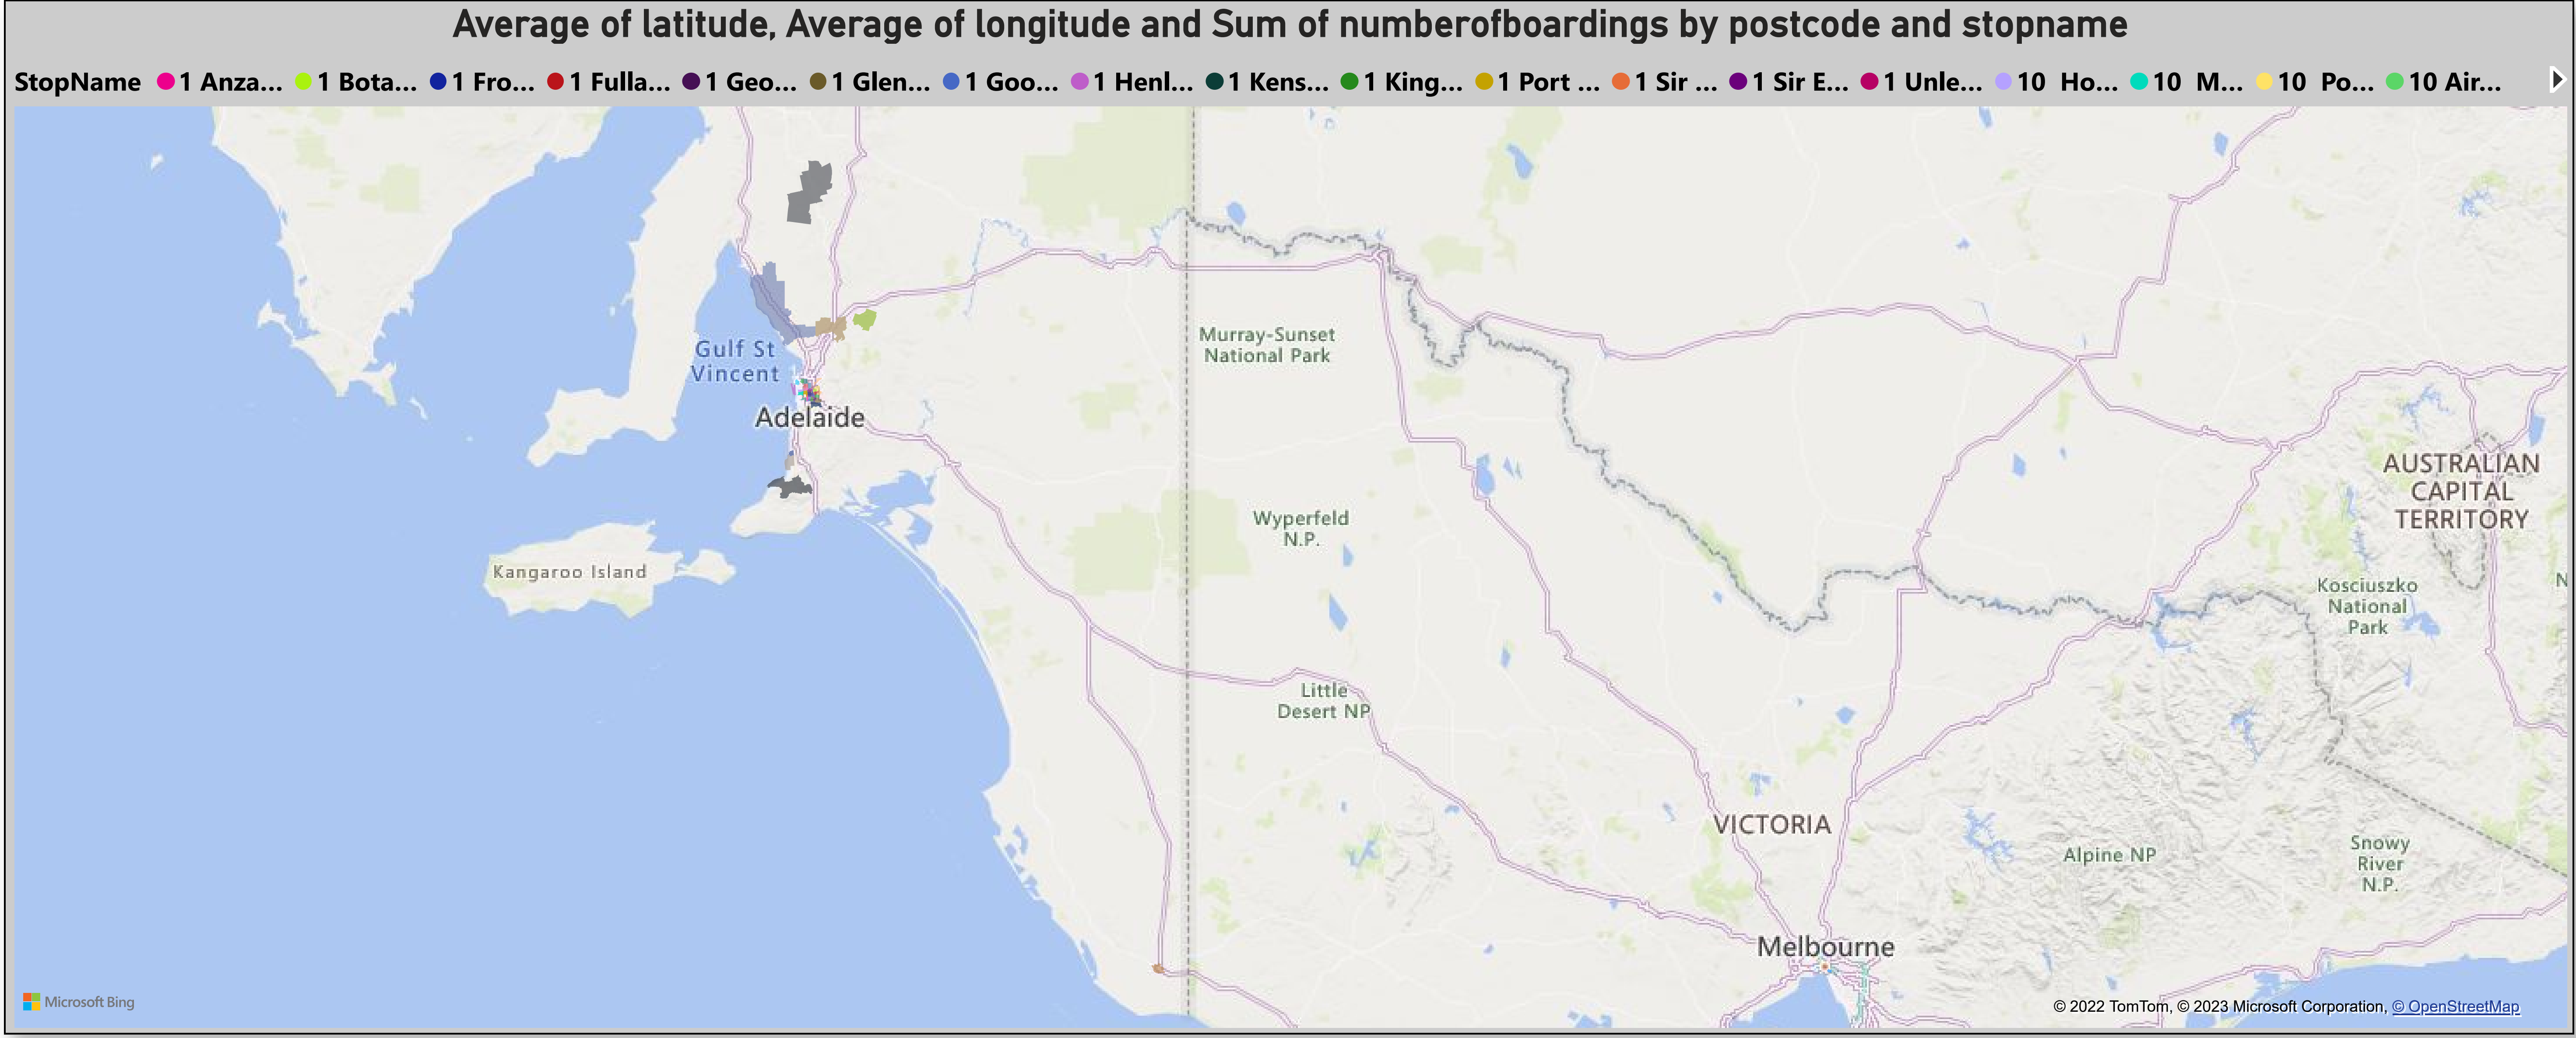 Average of latitude, Average of longitude and Sum of numberofboardings by postcode and stopname
StopName 1 Anza... 1 Bota... 1 Fro... 1 Fulla... 1 Geo... 1 Glen... 1 Goo... 1 Henl... 1 Kens... 1 King... 1 Port ... 1 Sir ... 1 Sir E... 1 Unle... 10 Ho... 10 M... 10 Po... 10 Air...
Gulf St
Vincent
Murray-Sunset
National Park
Adelaide
AUSTRALIAN
CAPITAL
TERRITORY
Wyperfeld
N.P.
Kangaroo Island
Kosciuszko
National
Park
N
Little
Desert NP
VICTORIA
Alpine NP
Snowy
River
N.P.
Melbourne
Microsoft Bing
© 2022 TomTom, © 2023 Microsoft Corporation, © OpenStreetMap